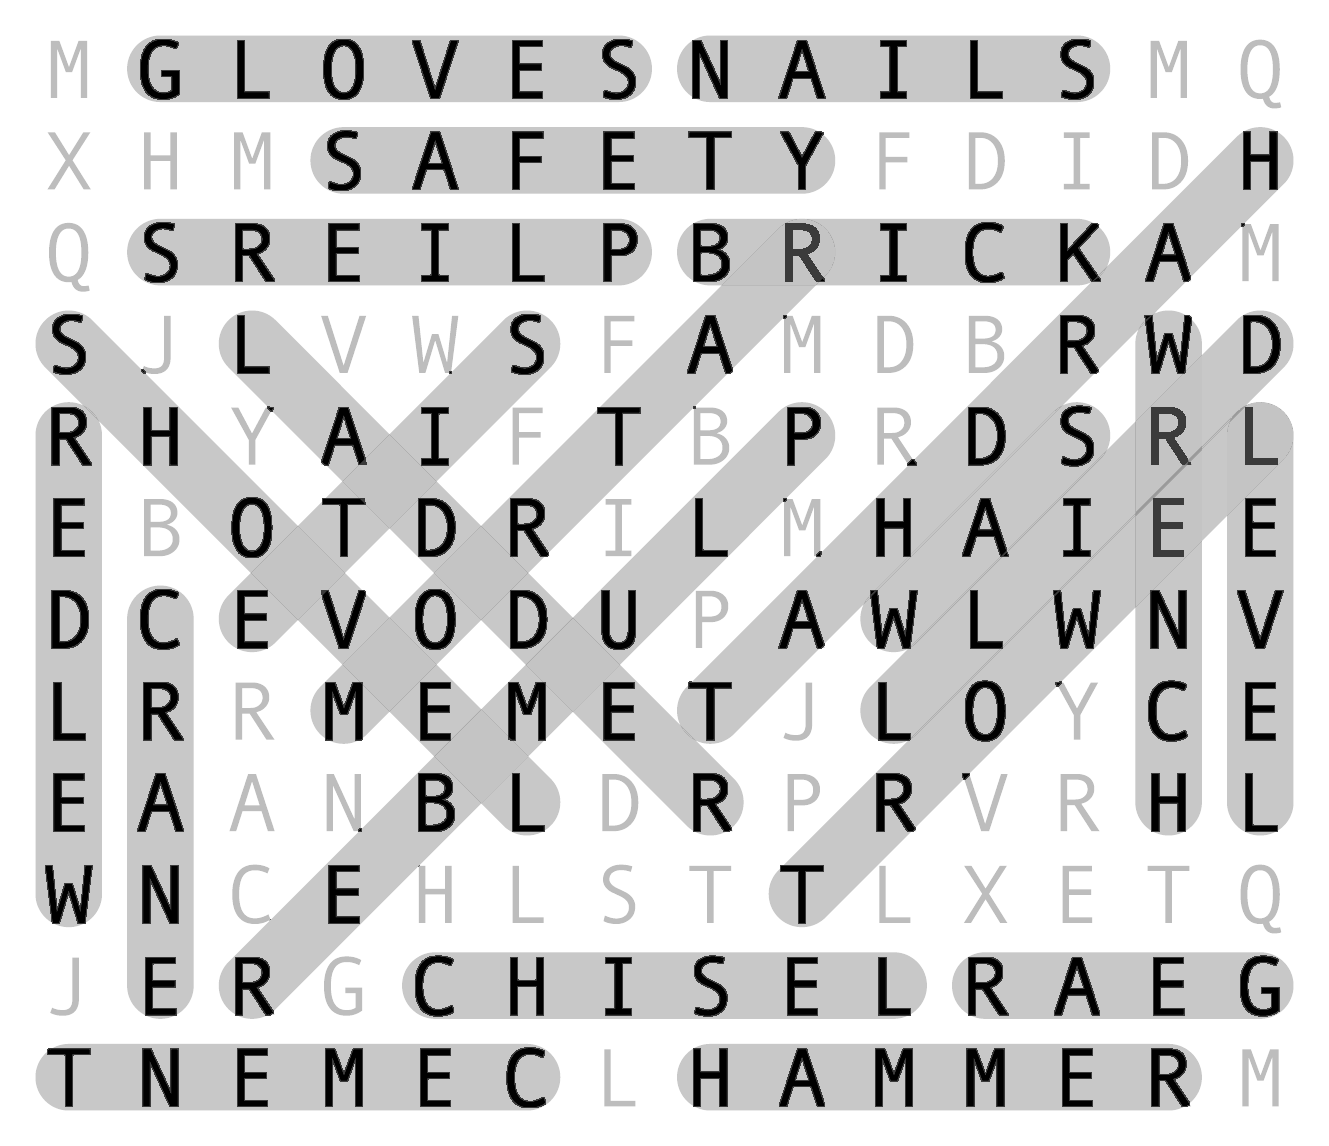 M G L O V E S N A I L S M Q
X H M S A F E T Y F D I D H
Q S R E I L P B R I C K A M
S J L V W S F A M D B R W D
R H Y A I F T B P R D S R L
E B O T D R I L M H A I E E
D C E V O D U P A W L W N V
L R R M E M E T J L O Y C E
E A A N B L D R P R V R H L
W N C E H L S T T L X E T Q
J E R G C H I S E L R A E G
T N E M E C L H A M M E R M